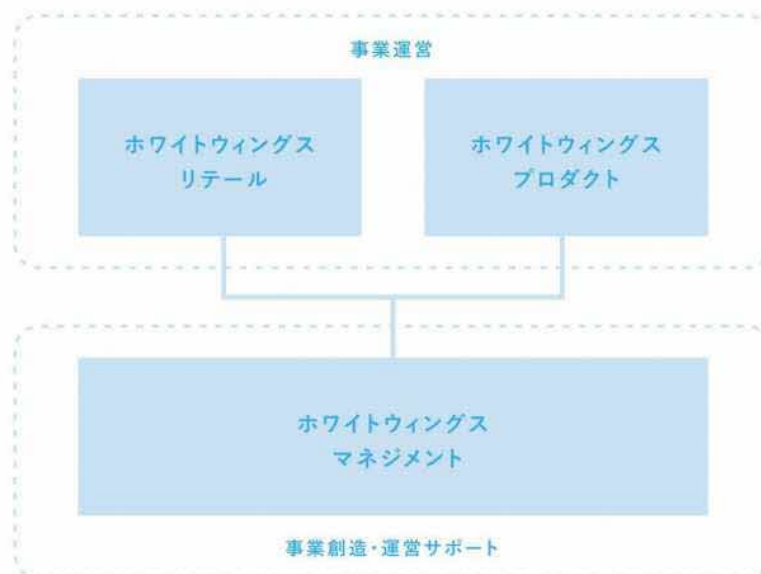 事業運営
ホワイトウィングス
リテール
ホワイトウィングス
プロダクト
ホワイトウィングス
マネジメント
事業創造・運営サポート